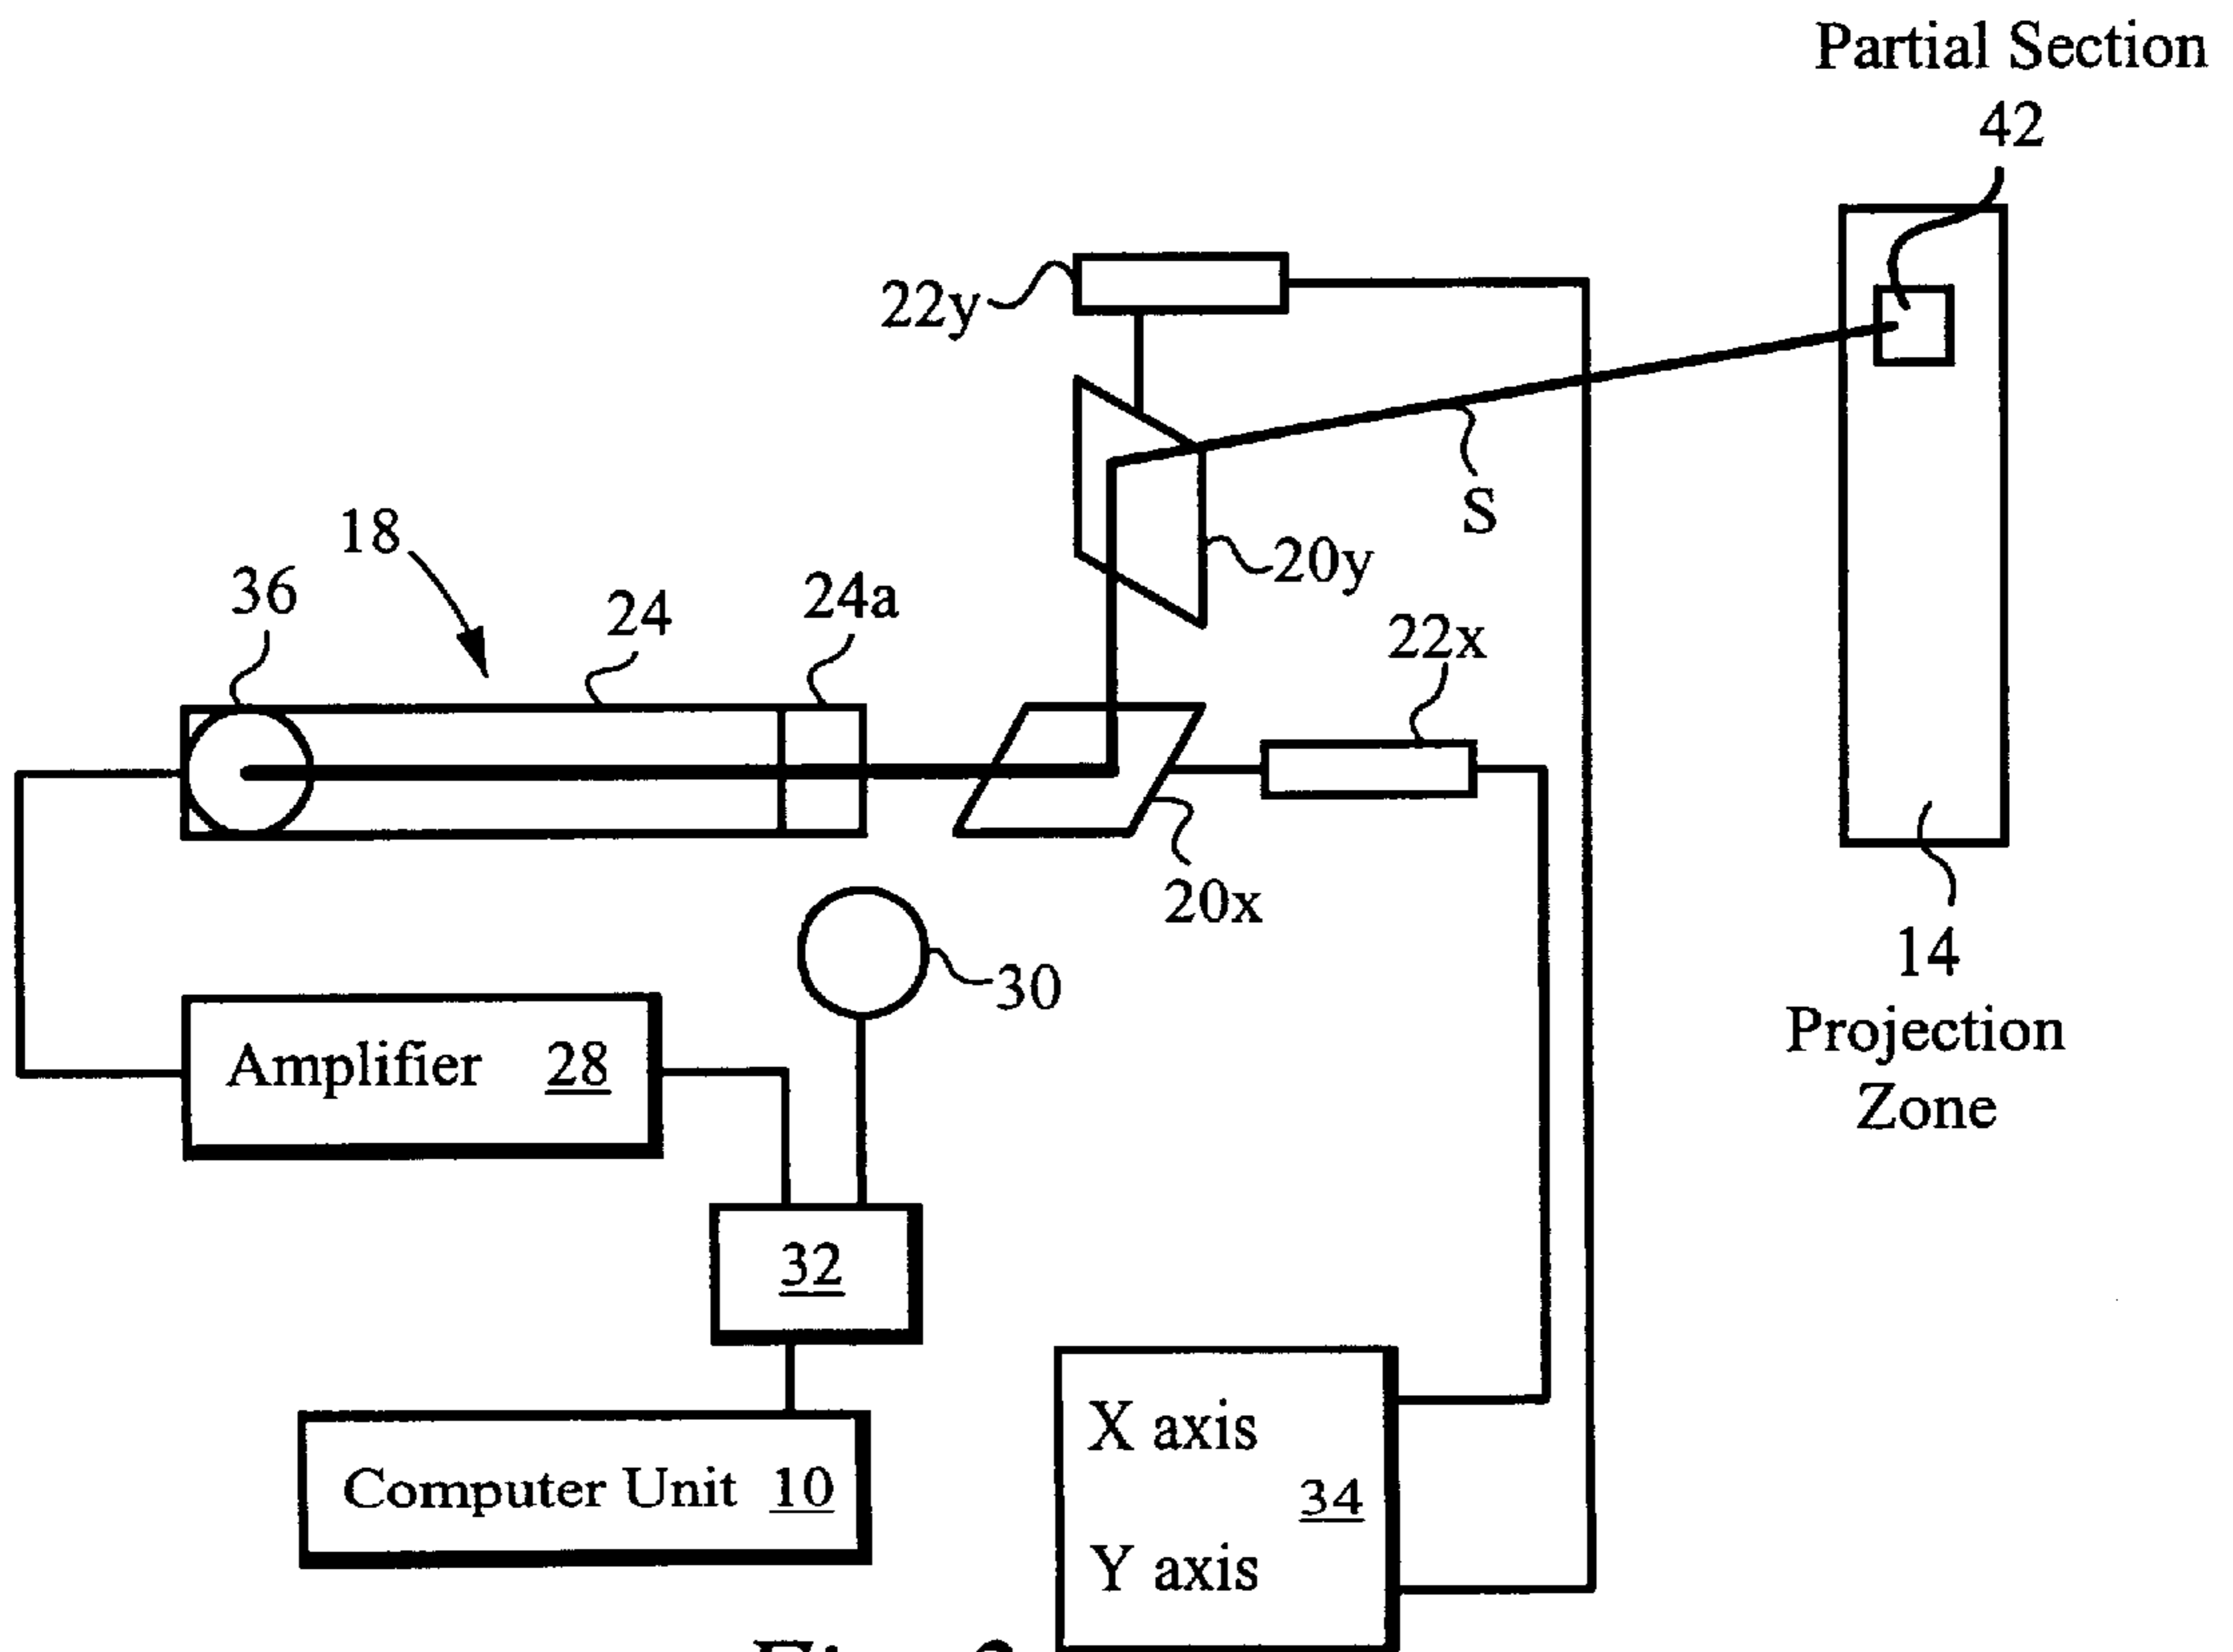 Partial Section
42
22y
S
18
20y
36
24
24a
22x
20x
30
14
Projection
Zone
Amplifier 28
32
X axis
34
Computer Unit 10
Y axis